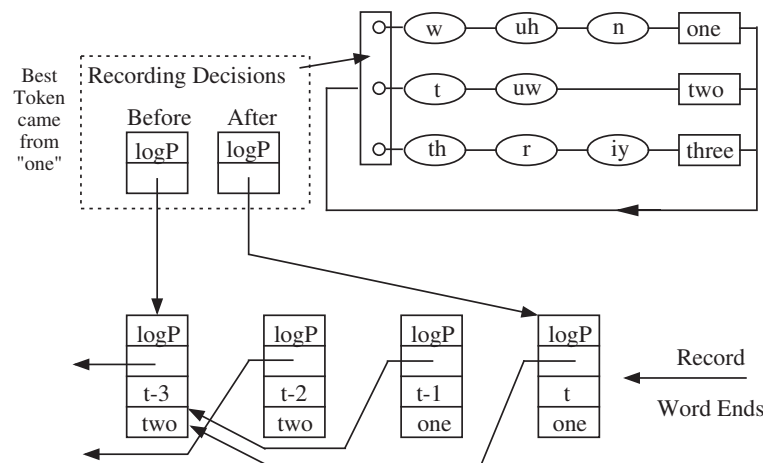 w uh n one
Best Token came from "one"
Recording Decisions
Before After
logP logP
t uw two
th r iy three
logP logP logP logP
t-3 t-2 t-1 t
two two one one
Record
Word Ends